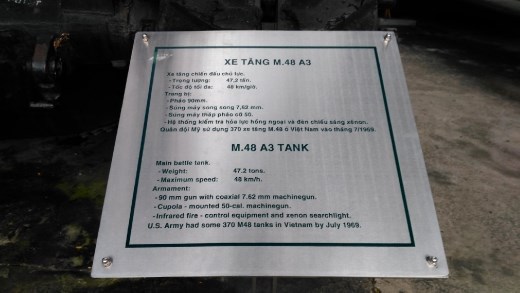 XE TĂNG M.48 A3
Xe tăng chiến đấu chủ lực.
- Trọng lượng: 47,2 tấn.
- Tốc độ tối đa: 48 km/giờ.
Trang bị:
- Pháo 90mm.
- Súng máy song song 7,62 mm.
- Súng máy tháp pháo cỡ 50.
- Hệ thống kiểm tra hỏa lực hồng ngoại và đèn chiếu sáng xênon.
Quân đội Mỹ sử dụng 370 xe tăng M.48 ở Việt Nam vào tháng 7/1969.
M.48 A3 TANK
Main battle tank.
- Weight: 47.2 tons.
- Maximum speed: 48 km/h.
Armament:
- 90 mm gun with coaxial 7.62 mm machinegun.
- Cupola - mounted 50-cal. machinegun.
- Infrared fire - control equipment and xenon searchlight.
U.S. Army had some 370 M48 tanks in Vietnam by July 1969.